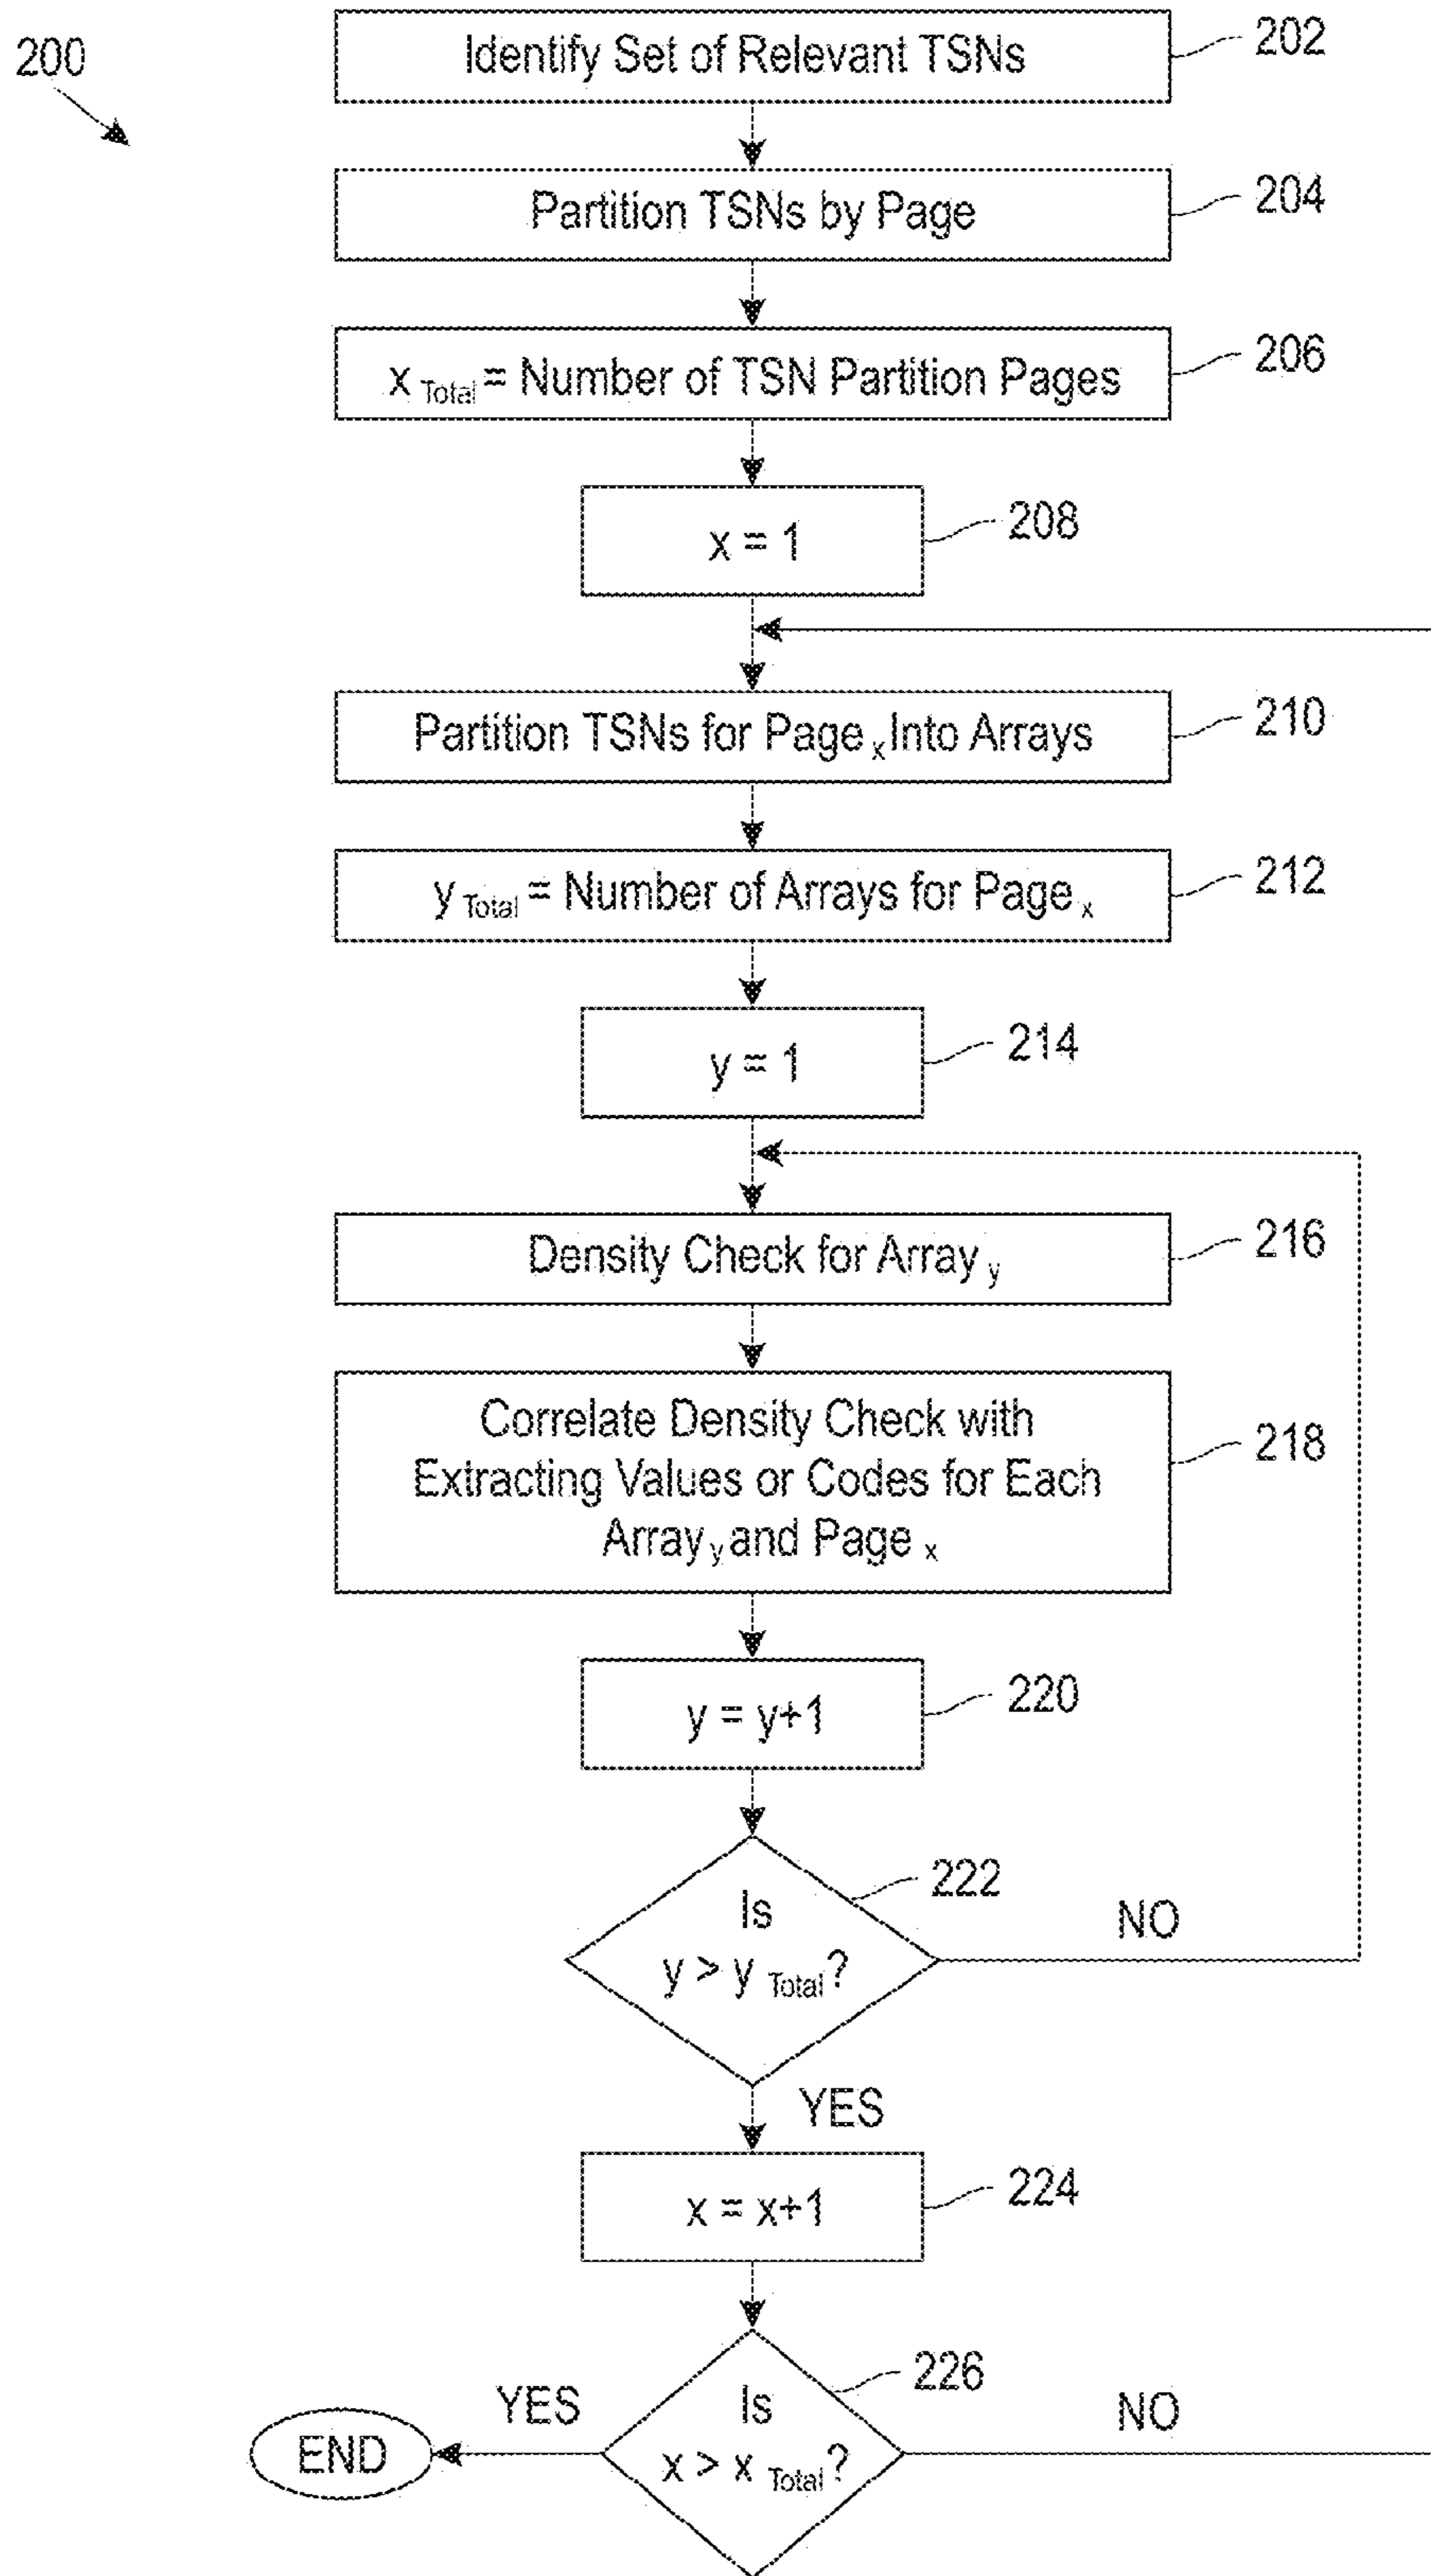 200
Identify Set of Relevant TSNs
202
Partition TSNs by Page
204
x Total = Number of TSN Partition Pages
206
x = 1
208
Partition TSNs for Page x Into Arrays
210
y Total = Number of Arrays for Page x
212
y = 1
214
Density Check for Array y
216
Correlate Density Check with
Extracting Values or Codes for Each
Array y and Page x
218
y = y+1
220
Is
y > y Total ?
222
NO
YES
x = x+1
224
Is
x > x Total ?
226
YES
NO
END